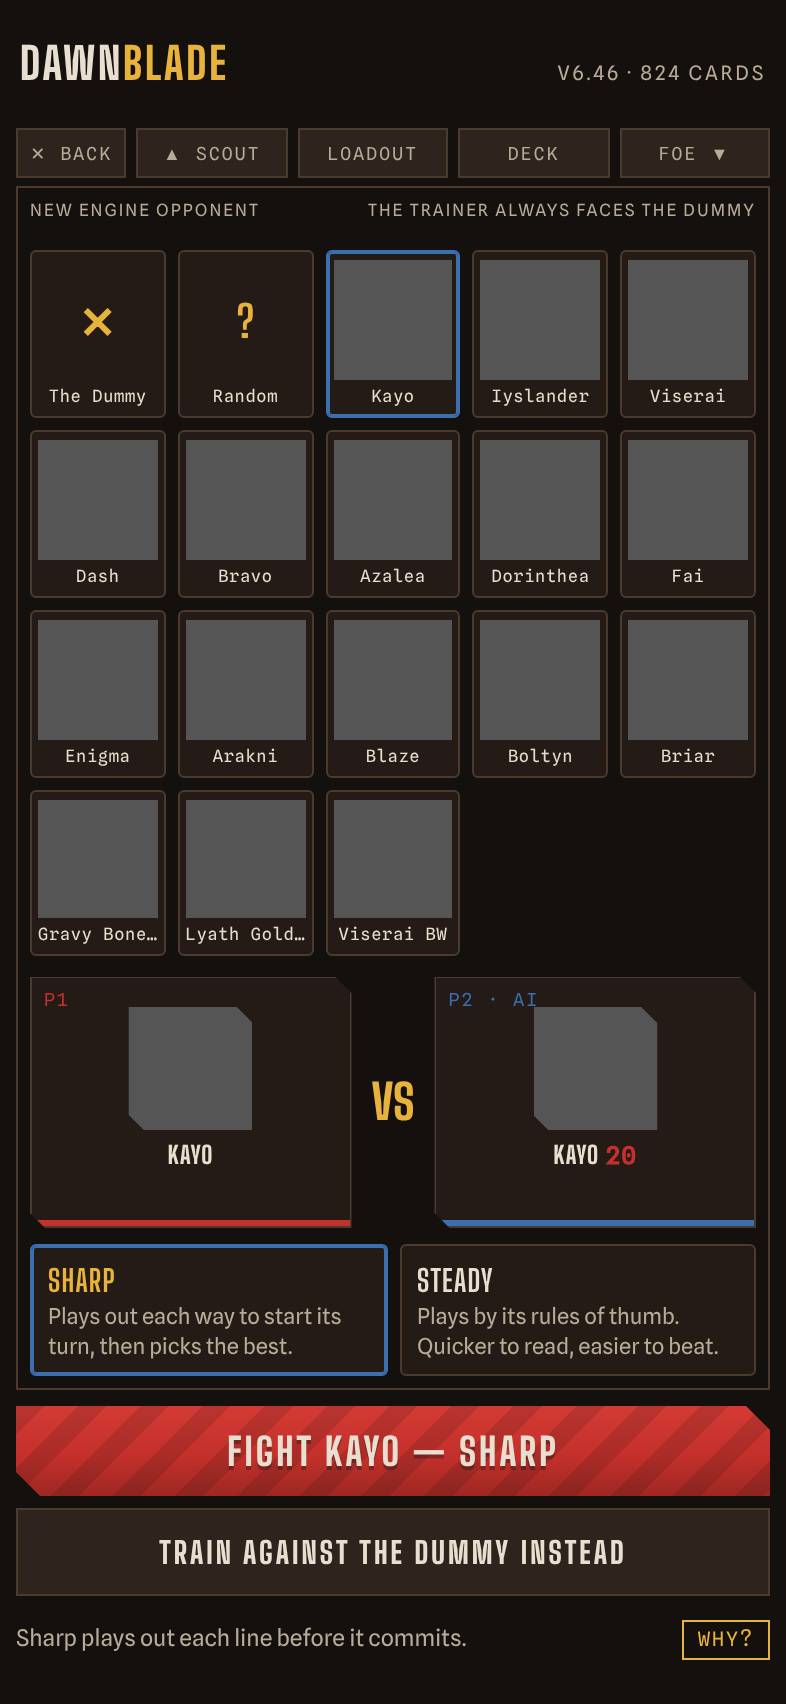 DAWNBLADE
V6.46 · 824 CARDS
✕ BACK
▲ SCOUT
LOADOUT
DECK
FOE ▼
NEW ENGINE OPPONENT
THE TRAINER ALWAYS FACES THE DUMMY
✕
?
The Dummy
Random
Kayo
Iyslander
Viserai
Dash
Bravo
Azalea
Dorinthea
Fai
Enigma
Arakni
Blaze
Boltyn
Briar
Gravy Bone…
Lyath Gold…
Viserai BW
P1
P2 · AI
VS
KAYO
KAYO 20
SHARP
Plays out each way to start its
turn, then picks the best.
STEADY
Plays by its rules of thumb.
Quicker to read, easier to beat.
FIGHT KAYO — SHARP
TRAIN AGAINST THE DUMMY INSTEAD
Sharp plays out each line before it commits.
WHY?